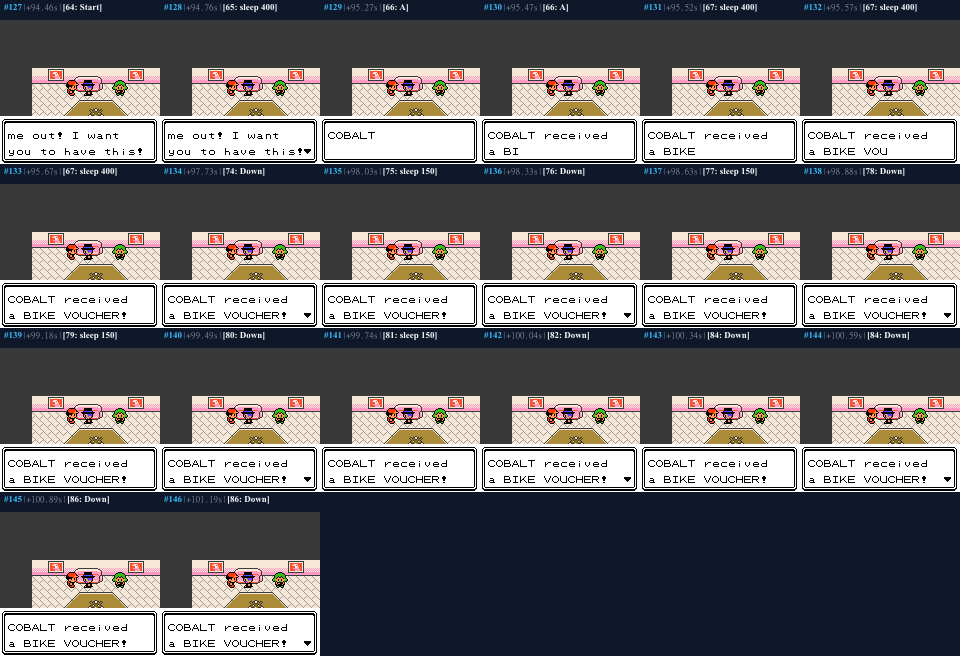 #127|+94.46s|[64: Start]
#128|+94.76s|[65: sleep 400]
#129|+95.27s|[66: A]
#130|+95.47s|[66: A]
#131|+95.52s|[67: sleep 400]
#132|+95.57s|[67: sleep 400]
me out! I want
you to have this!
me out! I want
you to have this!▼
COBALT
COBALT received
a BI
COBALT received
a BIKE
COBALT received
a BIKE VOU
#133|+95.67s|[67: sleep 400]
#134|+97.73s|[74: Down]
#135|+98.03s|[75: sleep 150]
#136|+98.33s|[76: Down]
#137|+98.63s|[77: sleep 150]
#138|+98.88s|[78: Down]
COBALT received
a BIKE VOUCHER!
COBALT received
a BIKE VOUCHER! ▼
COBALT received
a BIKE VOUCHER!
COBALT received
a BIKE VOUCHER! ▼
COBALT received
a BIKE VOUCHER!
COBALT received
a BIKE VOUCHER! ▼
#139|+99.18s|[79: sleep 150]
#140|+99.49s|[80: Down]
#141|+99.74s|[81: sleep 150]
#142|+100.04s|[82: Down]
#143|+100.34s|[84: Down]
#144|+100.59s|[84: Down]
COBALT received
a BIKE VOUCHER!
COBALT received
a BIKE VOUCHER! ▼
COBALT received
a BIKE VOUCHER!
COBALT received
a BIKE VOUCHER! ▼
COBALT received
a BIKE VOUCHER!
COBALT received
a BIKE VOUCHER! ▼
#145|+100.89s|[86: Down]
#146|+101.19s|[86: Down]
COBALT received
a BIKE VOUCHER!
COBALT received
a BIKE VOUCHER! ▼